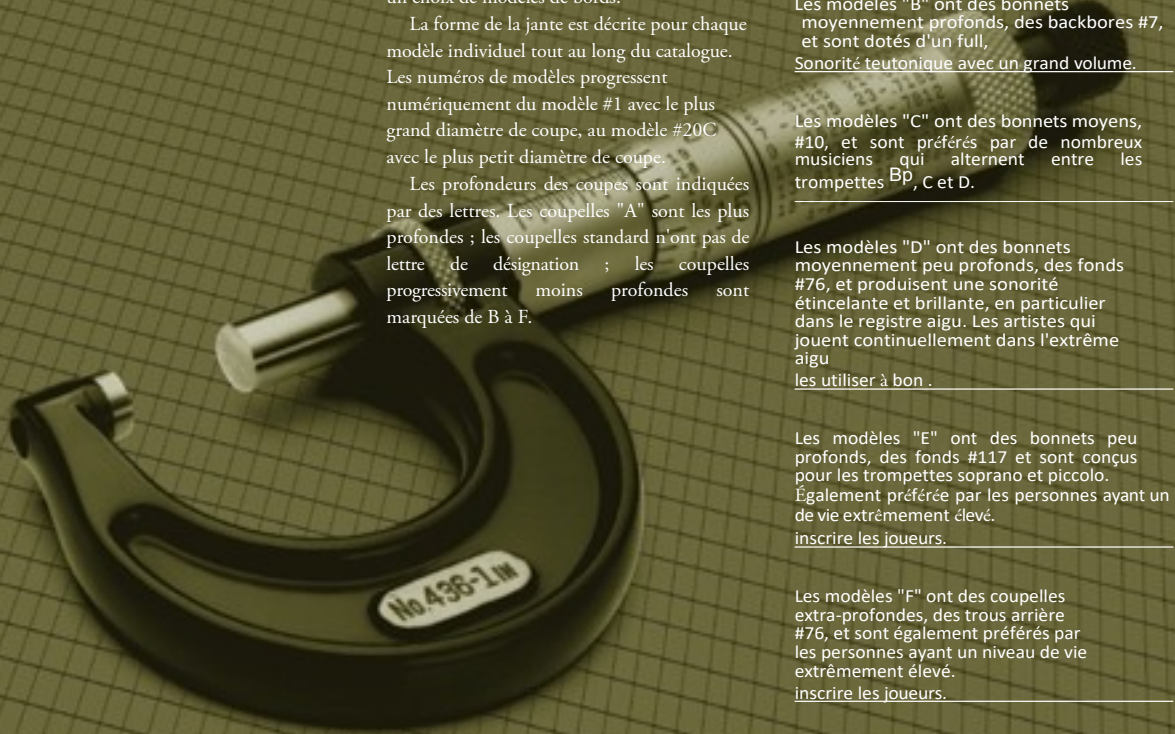 un choix de modèles de bords.
La forme de la jante est décrite pour chaque
modèle individuel tout au long du catalogue.
Les numéros de modèles progressent
numériquement du modèle #1 avec le plus
grand diamètre de coupe, au modèle #20C
avec le plus petit diamètre de coupe.
Les profondeurs des coupes sont indiquées
par des lettres. Les coupelles "A" sont les plus
profondes ; les coupelles standard n'ont pas de
lettre de désignation ; les coupelles
progressivement moins profondes sont
marquées de B à F.
Les modèles "B" ont des bonnets
moyennement profonds, des backbores #7,
et sont dotés d'un full,
Sonorité teutonique avec un grand volume.
Les modèles "C" ont des bonnets moyens,
#10, et sont préférés par de nombreux
musiciens qui alternent entre les
trompettes Bp, C et D.
Les modèles "D" ont des bonnets
moyennement peu profonds, des fonds
#76, et produisent une sonorité
étincelante et brillante, en particulier
dans le registre aigu. Les artistes qui
jouent continuellement dans l'extrême
aigu
les utiliser à bon .
Les modèles "E" ont des bonnets peu
profonds, des fonds #117 et sont conçus
pour les trompettes soprano et piccolo.
Également préférée par les personnes ayant un
de vie extrêmement élevé.
inscrire les joueurs.
Les modèles "F" ont des coupelles
extra-profondes, des trous arrière
#76, et sont également préférés par
les personnes ayant un niveau de vie
extrêmement élevé.
inscrire les joueurs.
No.436-1 IN